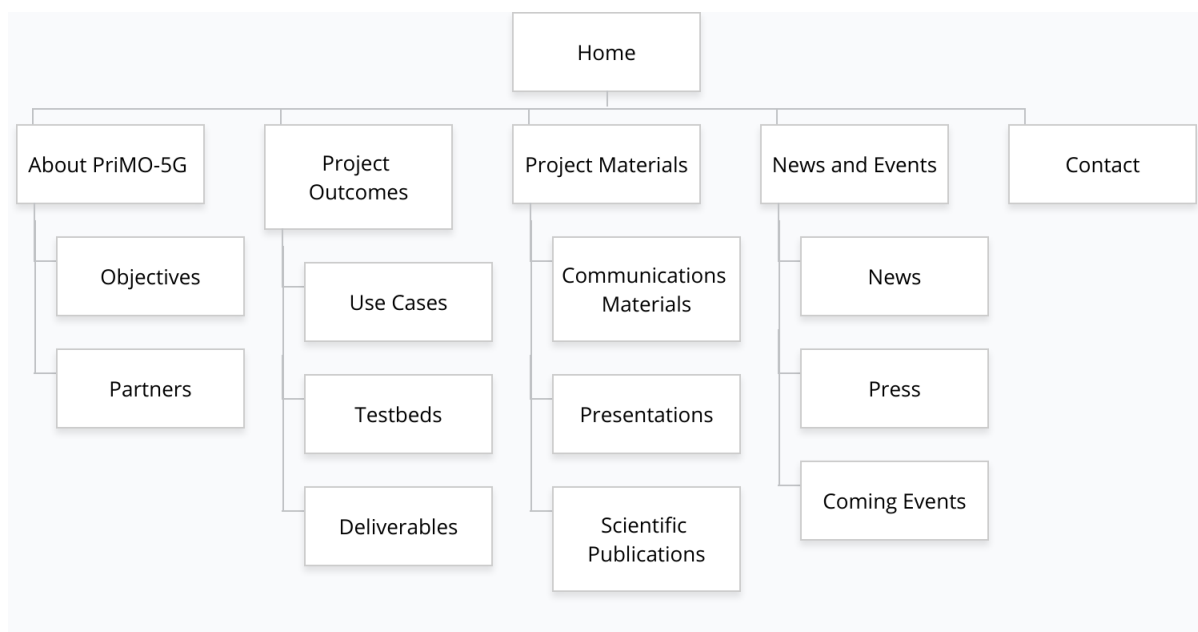 Home
About PriMO-5G
Project
Outcomes
Project Materials
News and Events
Contact
Objectives
Partners
Use Cases
Testbeds
Deliverables
Communications
Materials
Presentations
Scientific
Publications
News
Press
Coming Events